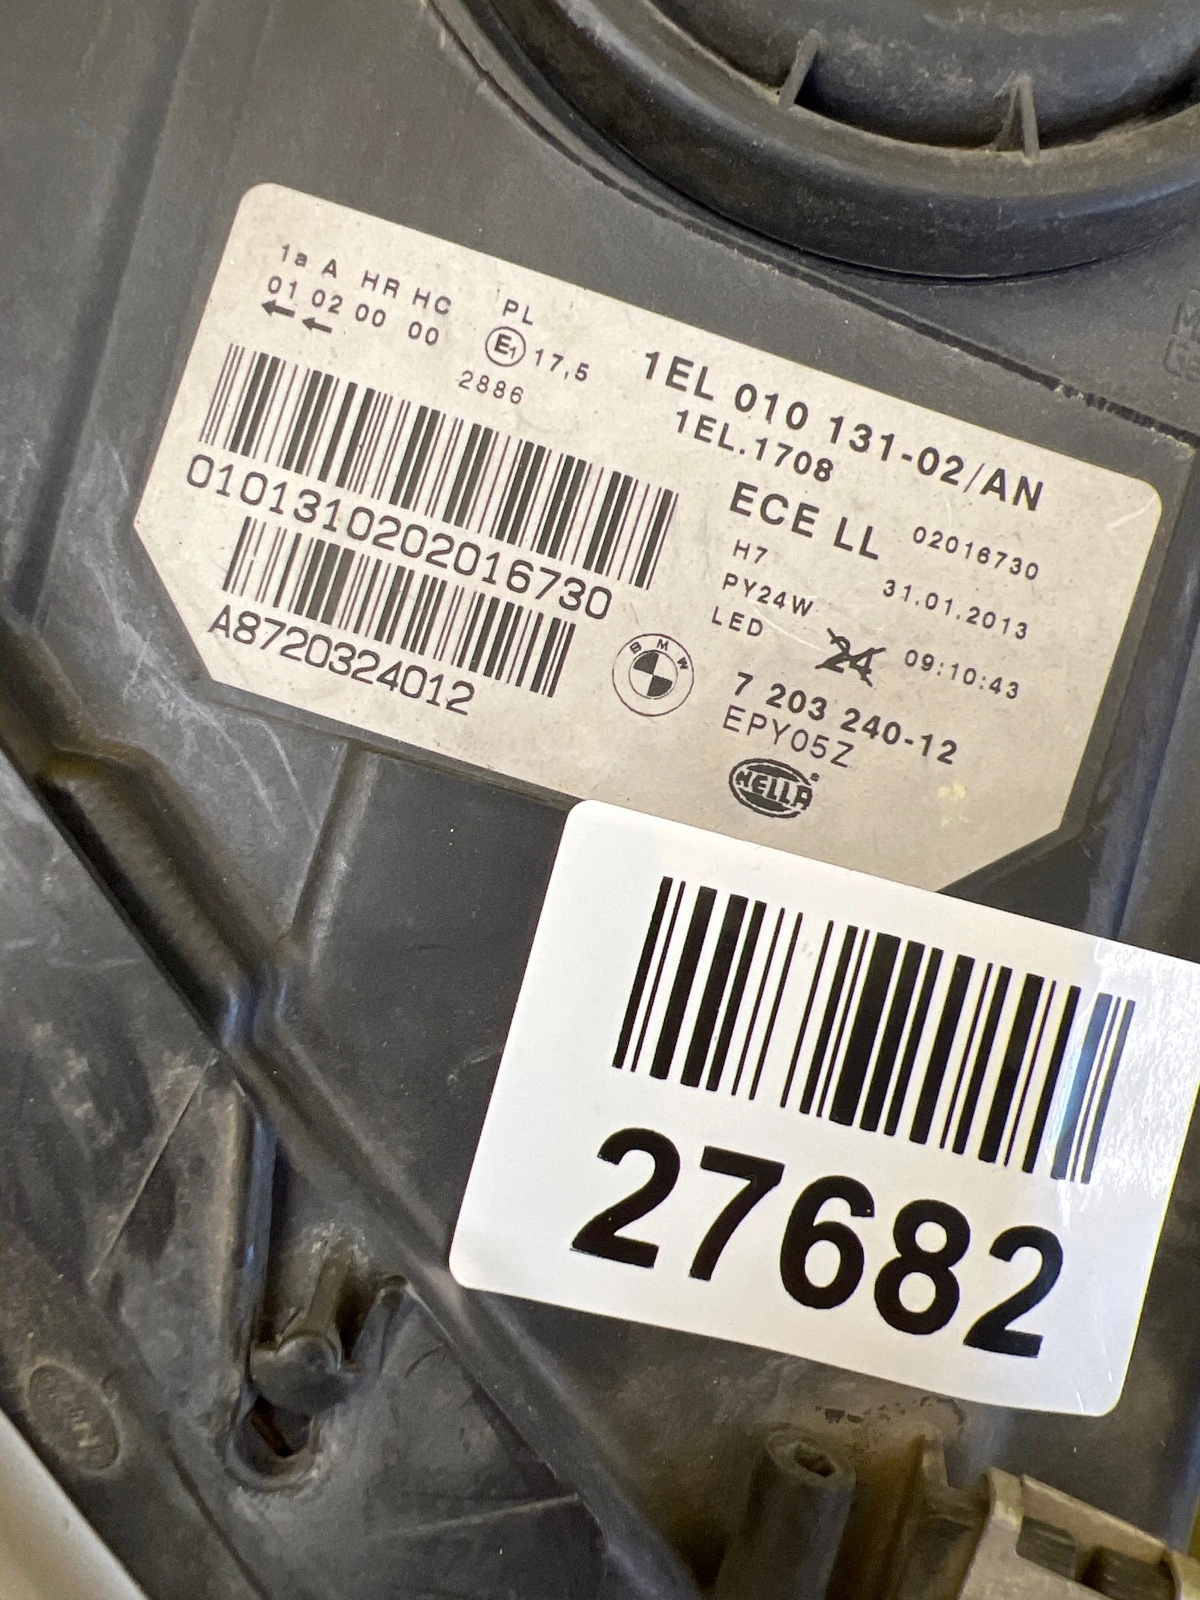 1a A HR HC PL
01 02 00 00 E1 17,5
2886
1EL 010 131-02/AN
1EL.1708
ECE LL 02016730
H7 31.01.2013
PY24W
LED 24 09:10:43
7 203 240-12
EPY05Z
HELLA®
0101310202016730
A8720324012
BMW
27682